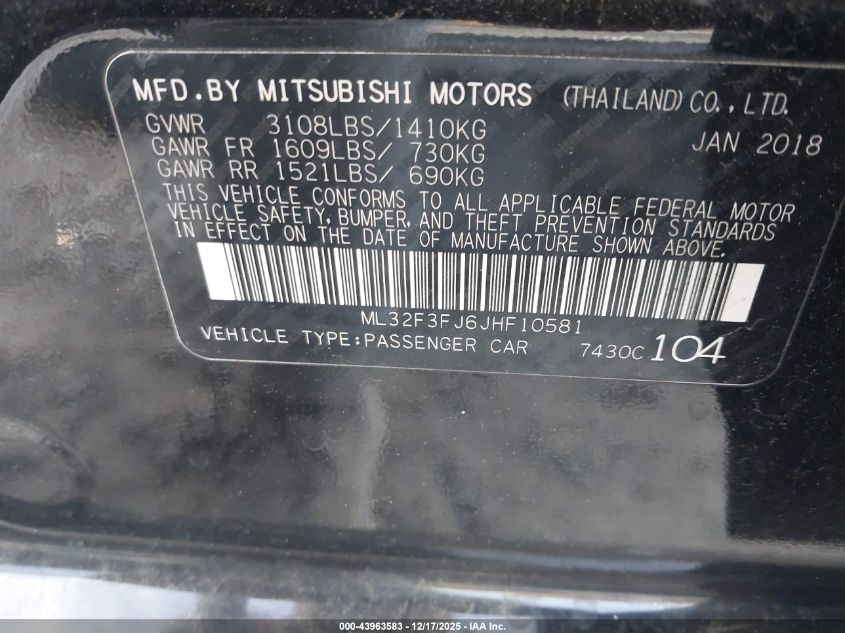 MFD.BY MITSUBISHI MOTORS (THAILAND) CO.,LTD.
GVWR 3108LBS/1410KG JAN 2018
GAWR FR 1609LBS/ 730KG
GAWR RR 1521LBS/ 690KG
THIS VEHICLE CONFORMS TO ALL APPLICABLE FEDERAL MOTOR
VEHICLE SAFETY, BUMPER, AND THEFT PREVENTION STANDARDS
IN EFFECT ON THE DATE OF MANUFACTURE SHOWN ABOVE.
ML32F3FJ6JHF10581
VEHICLE TYPE:PASSENGER CAR 7430C 104
000-43963583 - 12/17/2025 - IAA Inc.